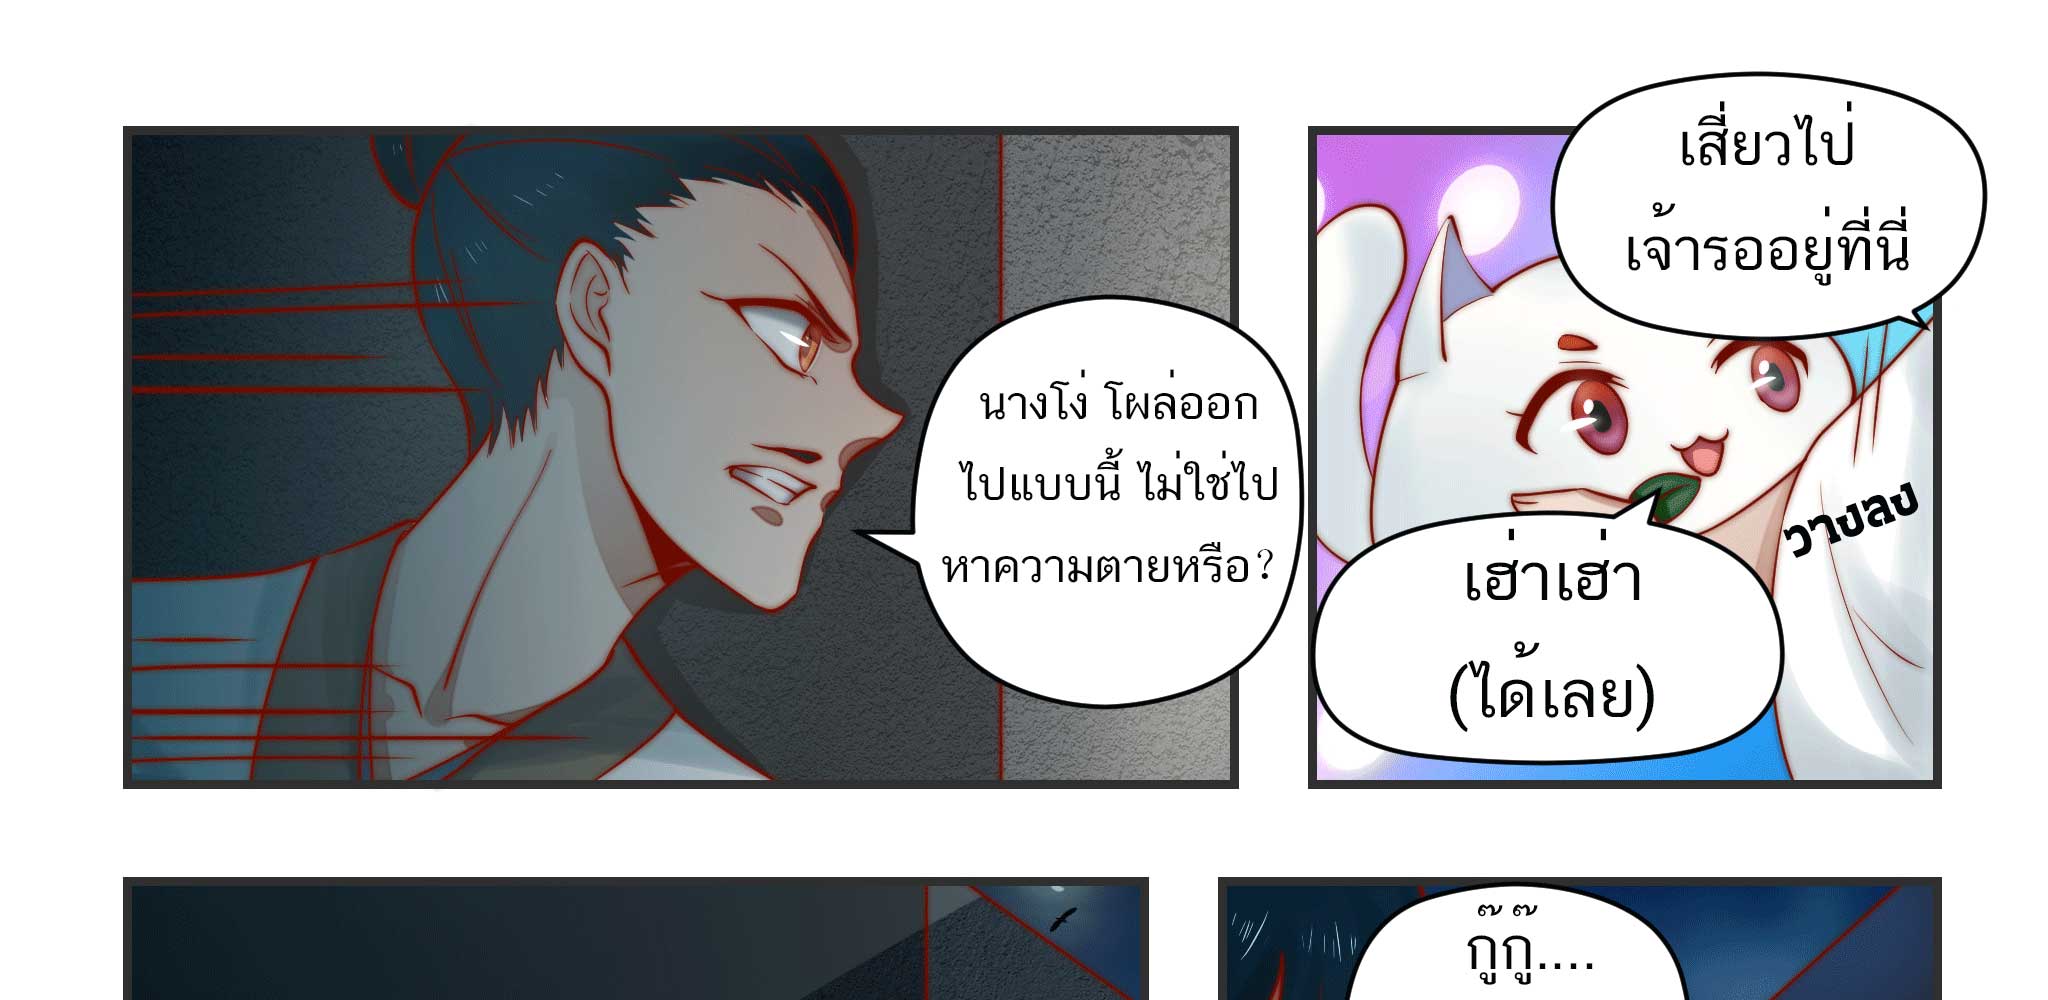 นางโง่ โผล่ออก
ไปแบบนี้ ไม่ใช่ไป
หาความตายหรือ?
เสี่ยวไป่
เจ้ารออยู่ที่นี่
วางลง
เฮ่าเฮ่า
(ได้เลย)
กู๊กู๊....